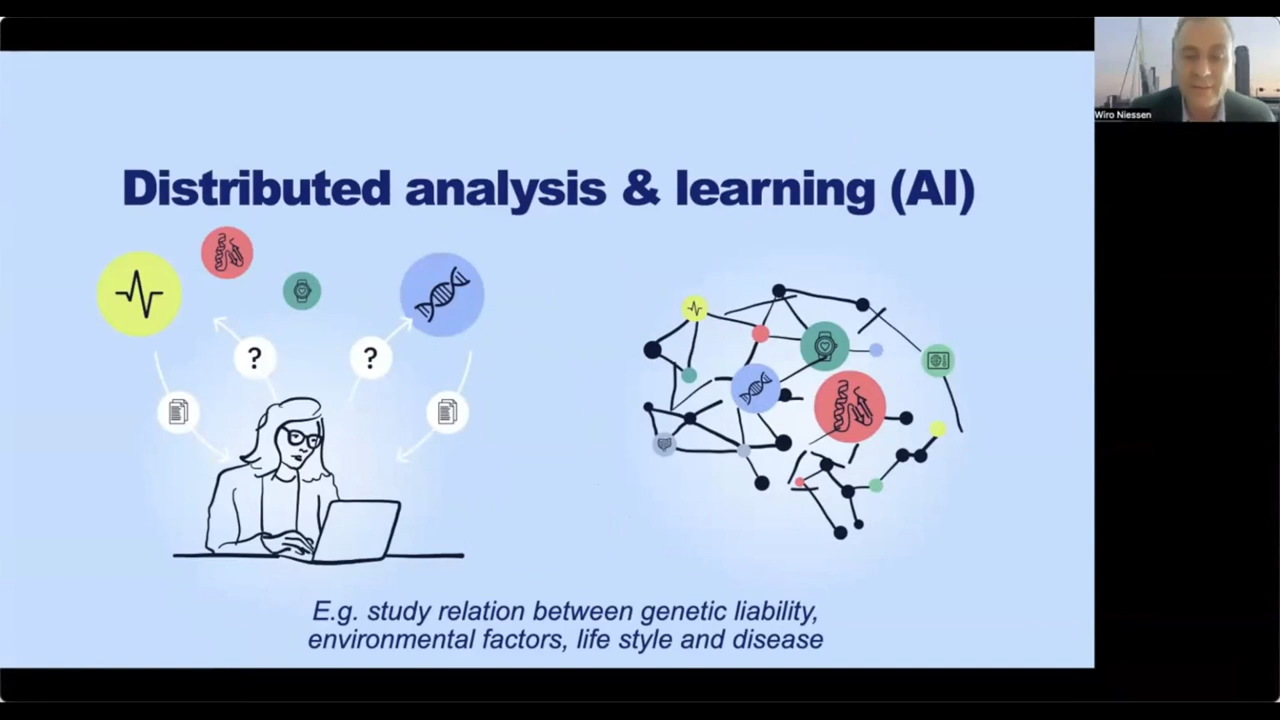 Distributed analysis & learning (AI)
?
?
E.g. study relation between genetic liability,
environmental factors, life style and disease
Wiro Niessen